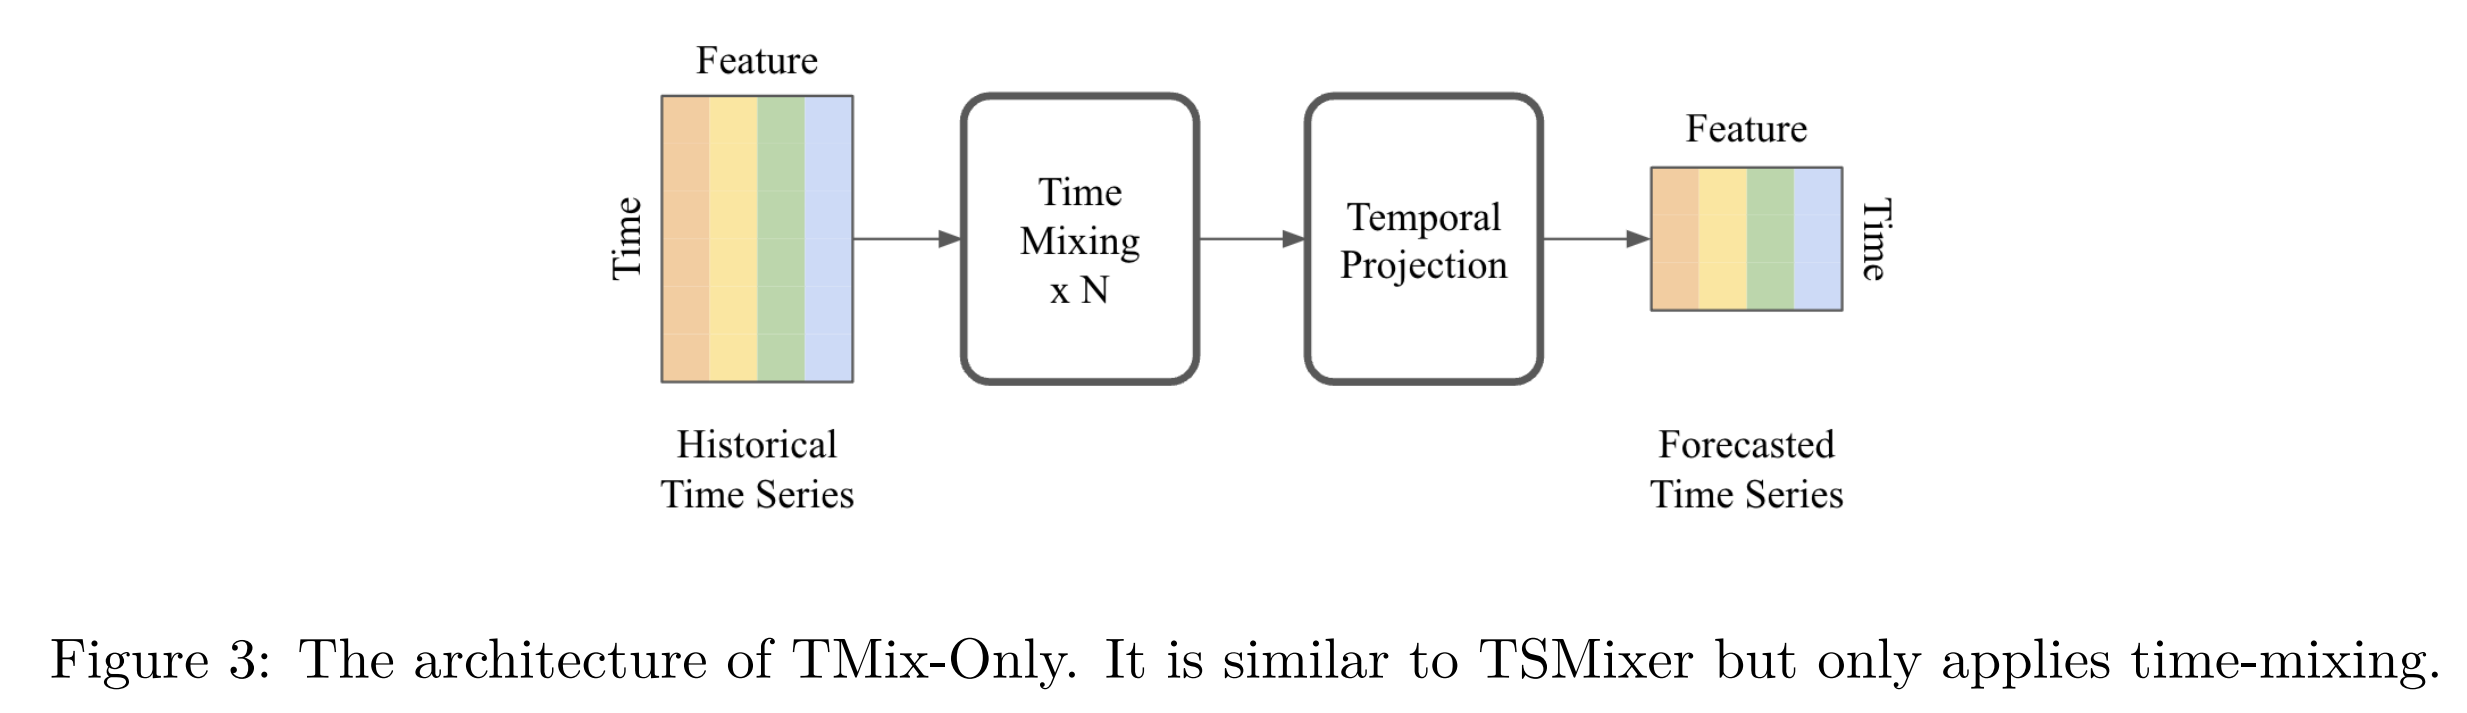 Feature
Time
Historical
Time Series
Time
Mixing
x N
Temporal
Projection
Feature
Time
Forecasted
Time Series
Figure 3: The architecture of TMix-Only. It is similar to TSMixer but only applies time-mixing.